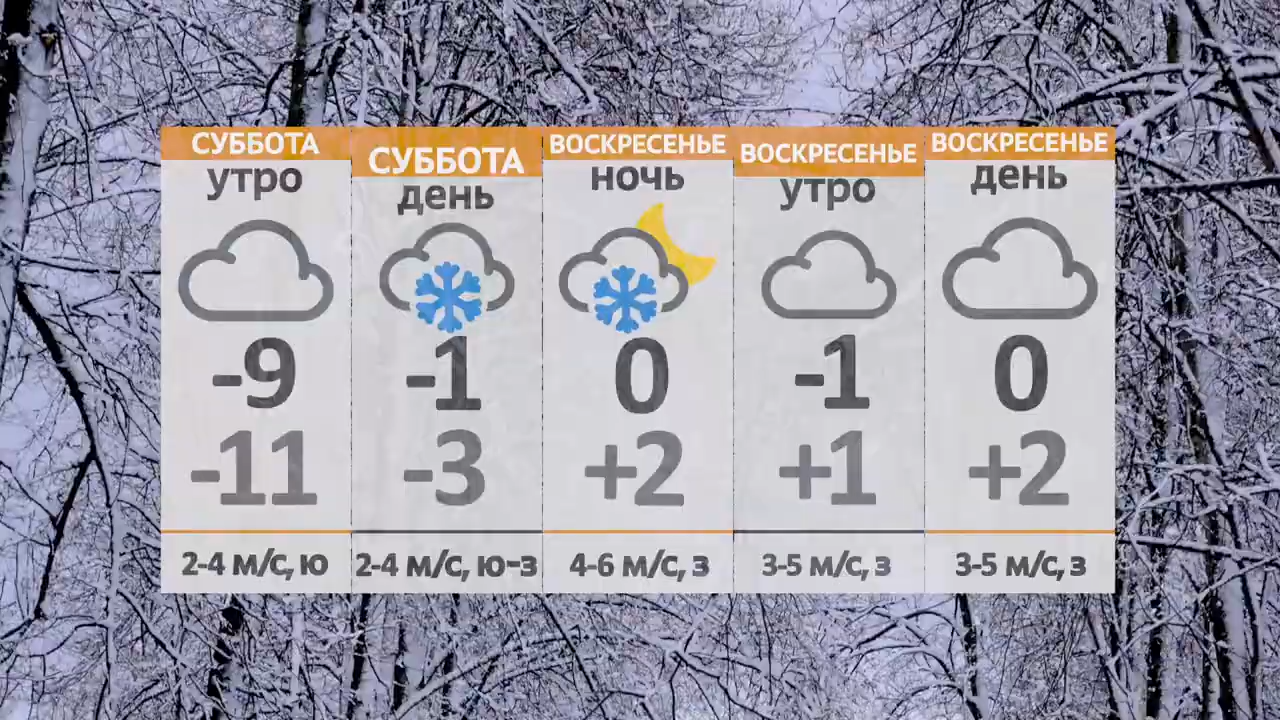 СУББОТА
утро
-9
-11
2-4 м/с, ю
СУББОТА
день
-1
-3
2-4 м/с, ю-з
ВОСКРЕСЕНЬЕ
ночь
0
+2
4-6 м/с, з
ВОСКРЕСЕНЬЕ
утро
-1
+1
3-5 м/с, з
ВОСКРЕСЕНЬЕ
день
0
+2
3-5 м/с, з